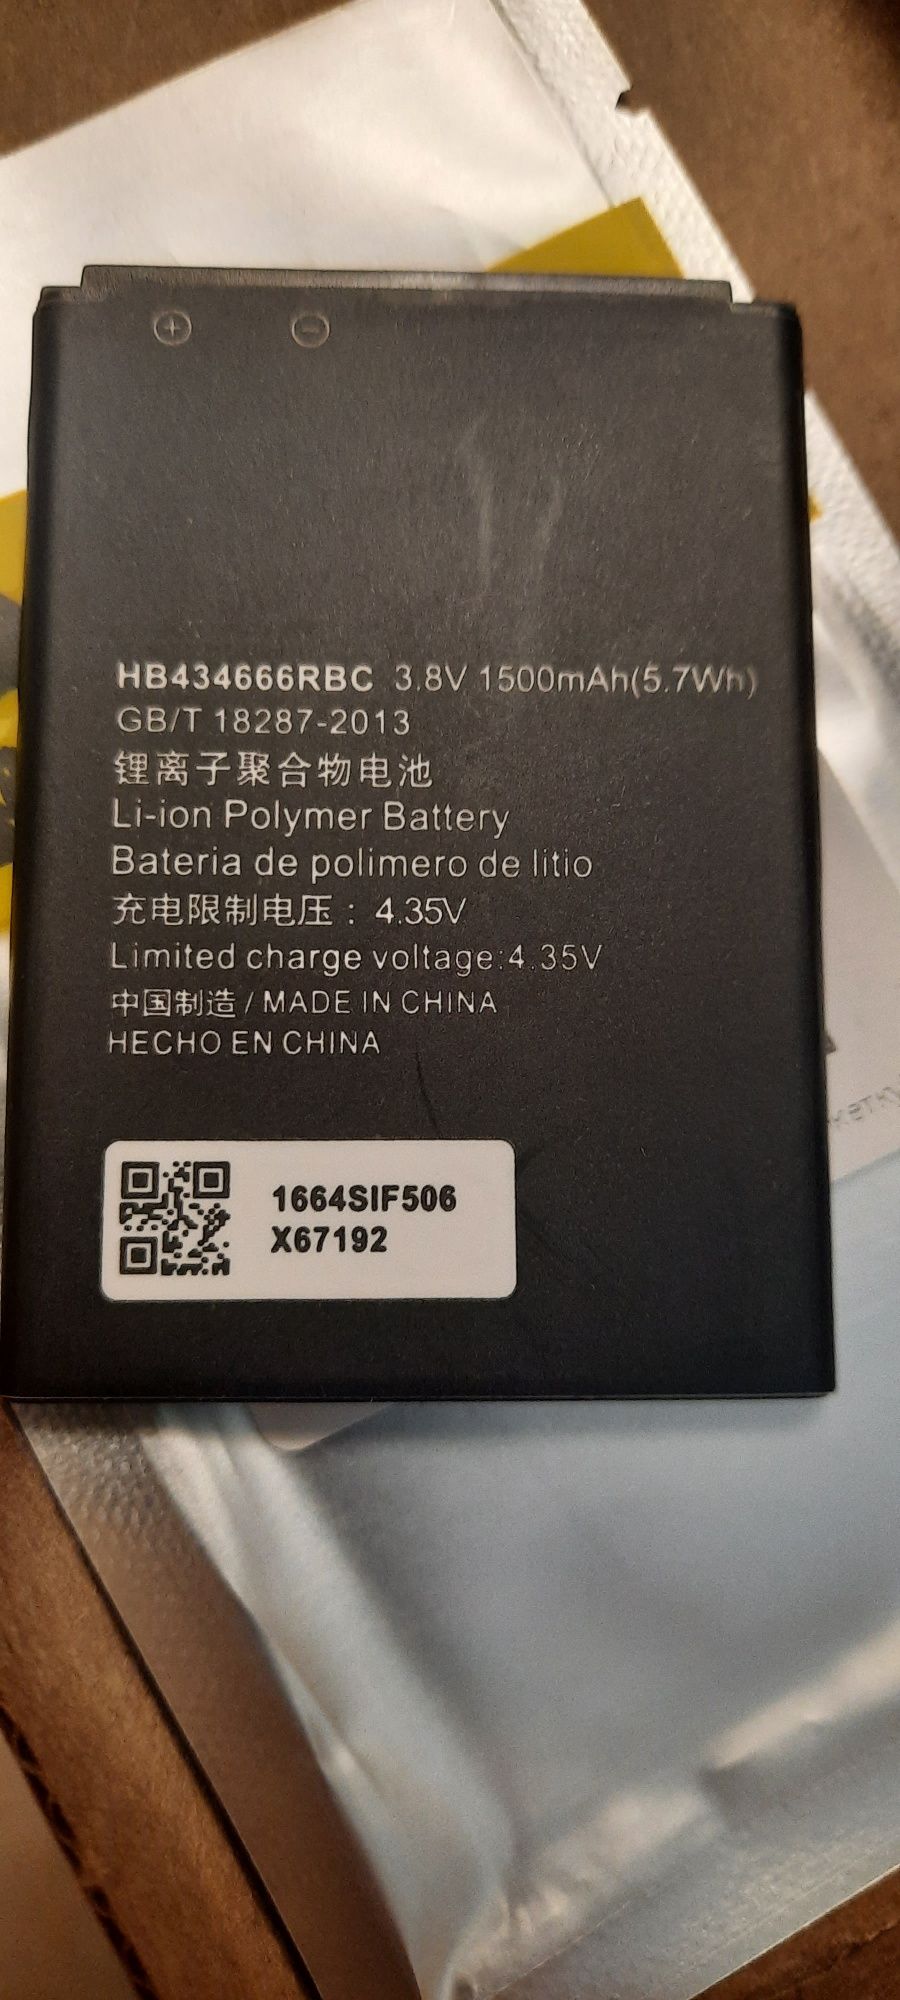 + -
HB434666RBC 3.8V 1500mAh(5.7Wh)
GB/T 18287-2013
锂离子聚合物电池
Li-ion Polymer Battery
Bateria de polimero de litio
充电限制电压：4.35V
Limited charge voltage:4.35V
中国制造 / MADE IN CHINA
HECHO EN CHINA
1664SIF506
X67192